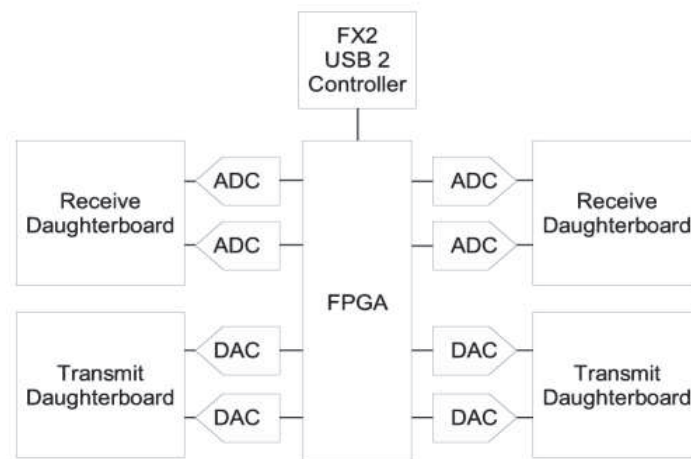 FX2
USB 2
Controller
Receive
Daughterboard
ADC
ADC
ADC
ADC
Receive
Daughterboard
FPGA
Transmit
Daughterboard
DAC
DAC
DAC
DAC
Transmit
Daughterboard